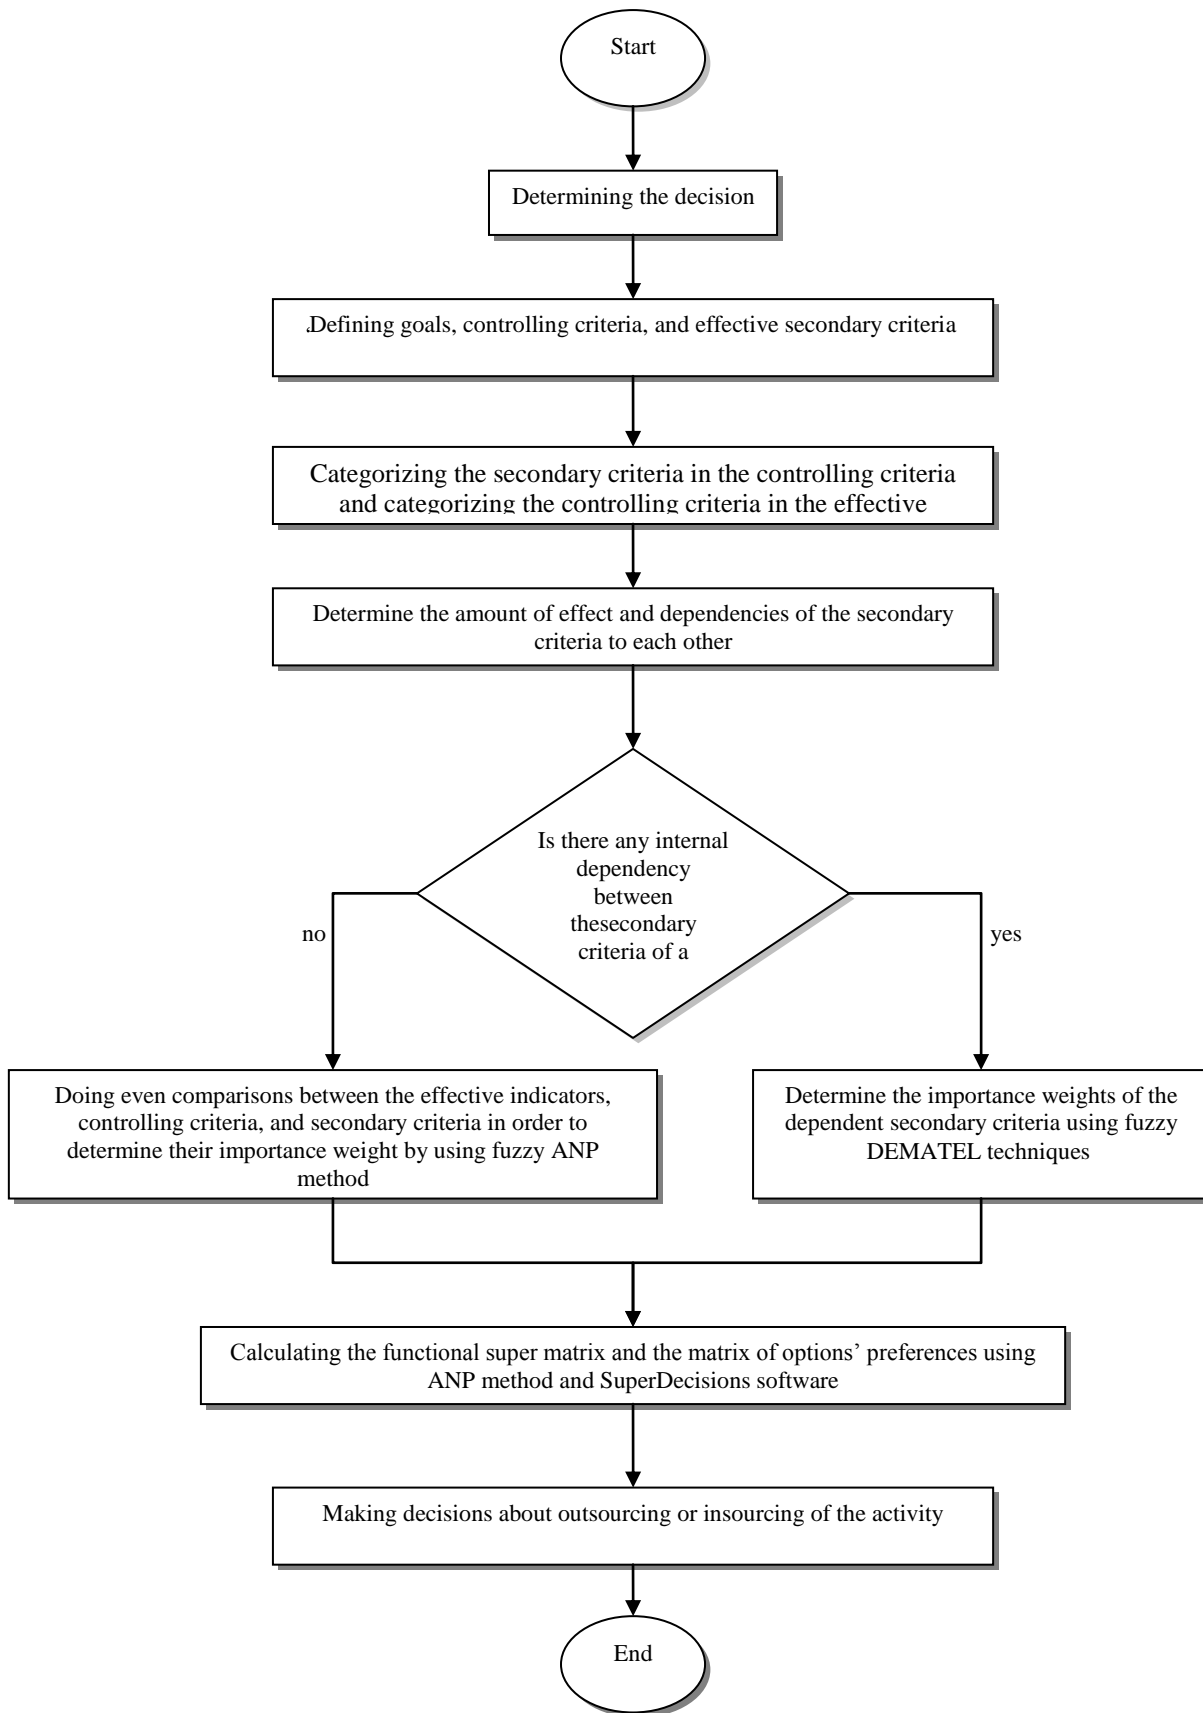 Start
Determining the decision
.Defining goals, controlling criteria, and effective secondary criteria
Categorizing the secondary criteria in the controlling criteria
and categorizing the controlling criteria in the effective
Determine the amount of effect and dependencies of the secondary
criteria to each other
Is there any internal
dependency
between
thesecondary
criteria of a
no
yes
Doing even comparisons between the effective indicators,
controlling criteria, and secondary criteria in order to
determine their importance weight by using fuzzy ANP
method
Determine the importance weights of the
dependent secondary criteria using fuzzy
DEMATEL techniques
Calculating the functional super matrix and the matrix of options’ preferences using
ANP method and SuperDecisions software
Making decisions about outsourcing or insourcing of the activity
End